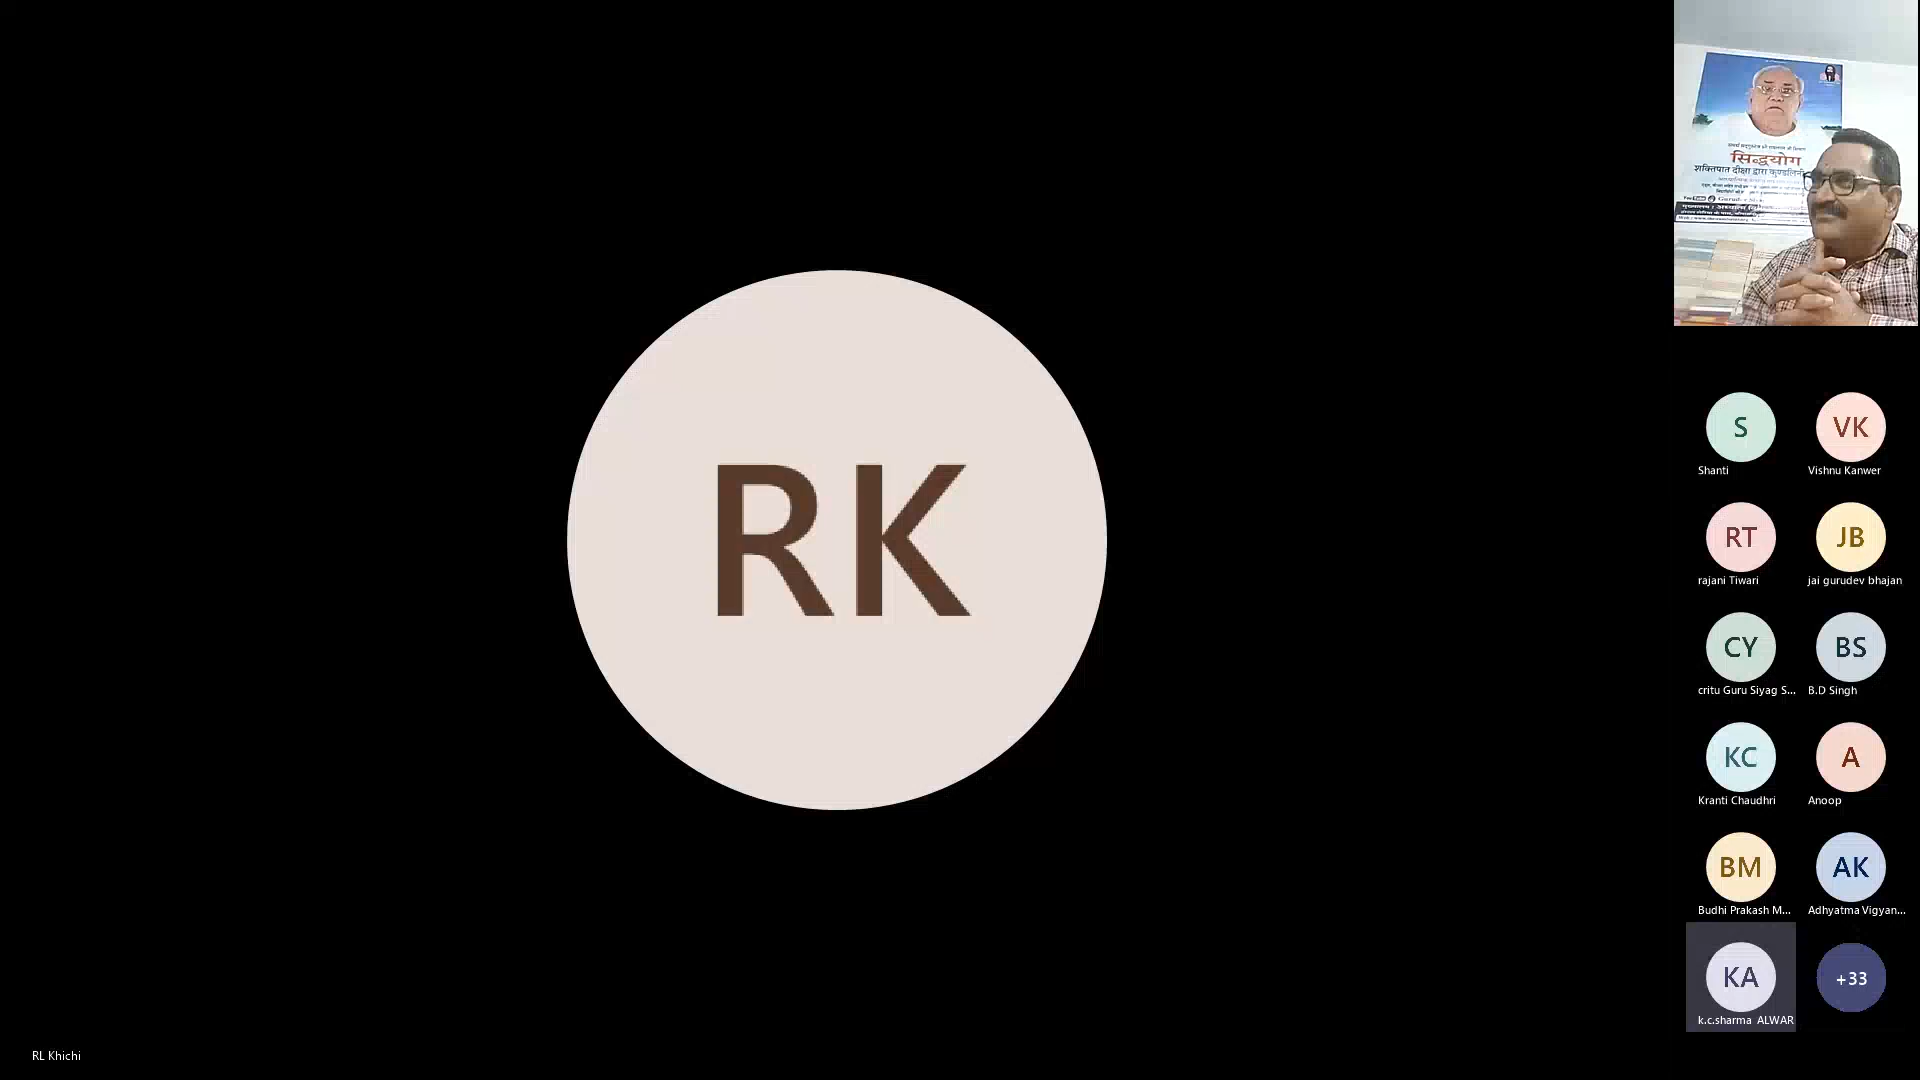 RK
RL Khichi
सिद्धयोग
शक्तिपात दीक्षा द्वारा कुण्डलिनी
S
Shanti
VK
Vishnu Kanwer
RT
rajani Tiwari
JB
jai gurudev bhajan
CY
critu Guru Siyag S...
BS
B.D Singh
KC
Kranti Chaudhri
A
Anoop
BM
Budhi Prakash M...
AK
Adhyatma Vigyan...
KA
k.c.sharma ALWAR
+33